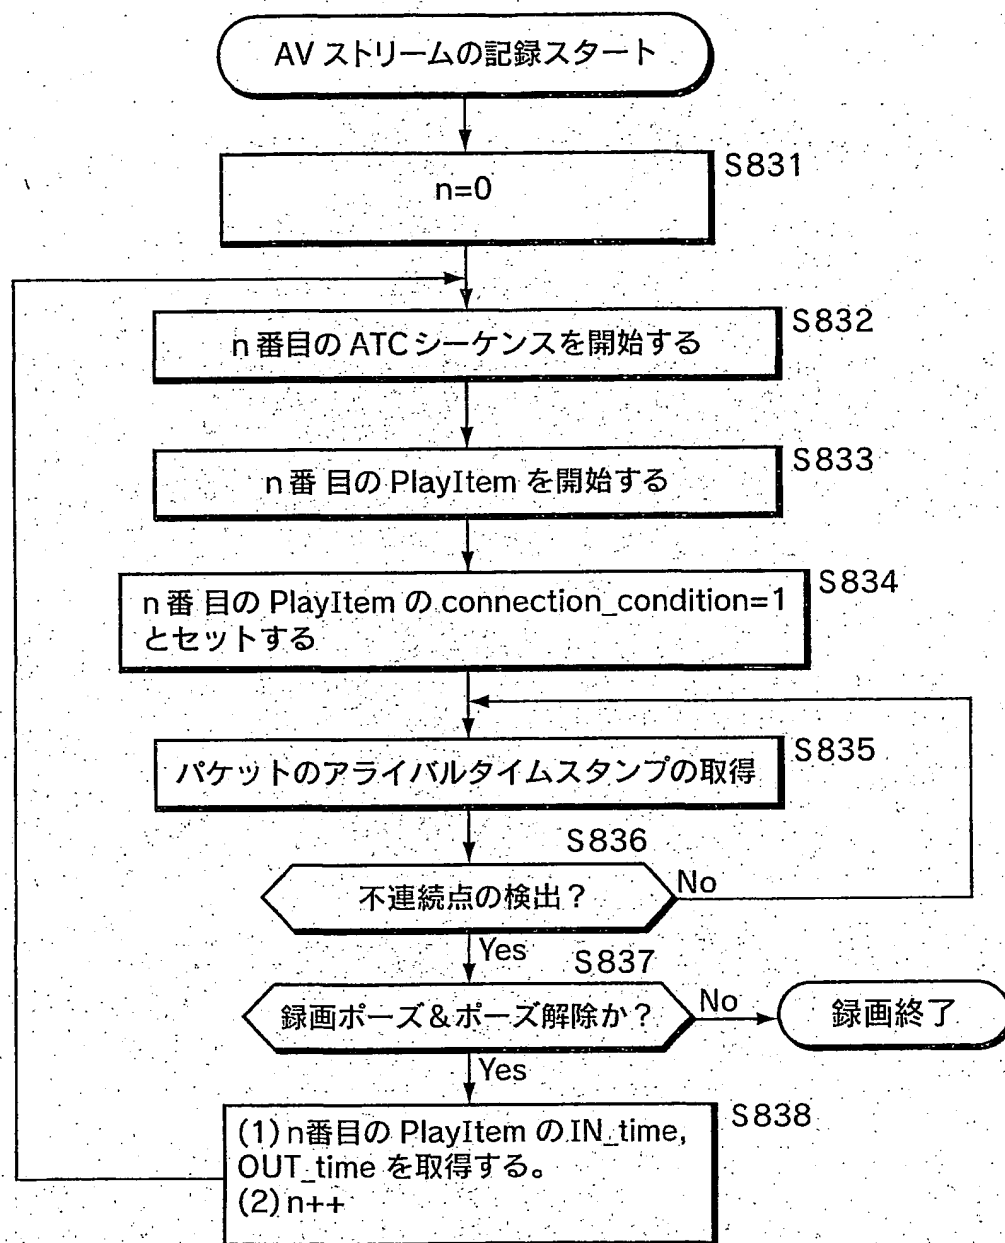 AV ストリームの記録スタート
S831
n=0
S832
n番目の ATCシーケンスを開始する
S833
n番 目の PlayItem を開始する
S834
n番 目の PlayItem の connection_condition=1
とセットする
S835
パケットのアライバルタイムスタンプの取得
S836
不連続点の検出？
No
Yes
S837
録画ポーズ&ポーズ解除か？
No
録画終了
Yes
S838
(1) n番目の PlayItem の IN_time,
OUT_time を取得する。
(2) n++